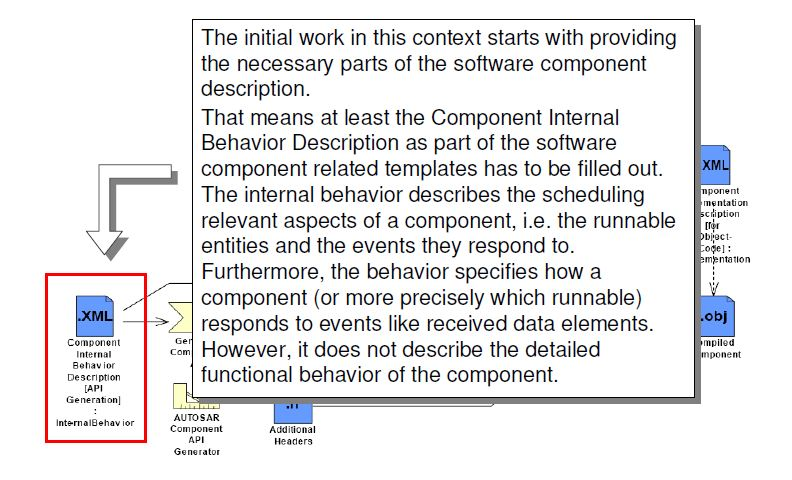 The initial work in this context starts with providing
the necessary parts of the software component
description.
That means at least the Component Internal
Behavior Description as part of the software
component related templates has to be filled out.
The internal behavior describes the scheduling
relevant aspects of a component, i.e. the runnable
entities and the events they respond to.
Furthermore, the behavior specifies how a
component (or more precisely which runnable)
responds to events like received data elements.
However, it does not describe the detailed
functional behavior of the component.
.XML
Component
Internal
Behavior
Description
[API
Generation]
:
InternalBehavior
AUTOSAR
Component
API
Generator
Additional
Headers
XML
[for
.obj